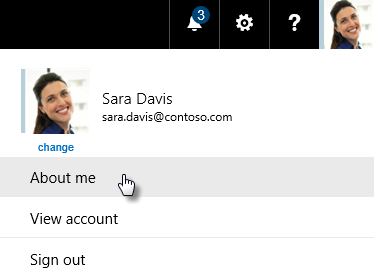 3
?
Sara Davis
sara.davis@contoso.com
change
About me
View account
Sign out